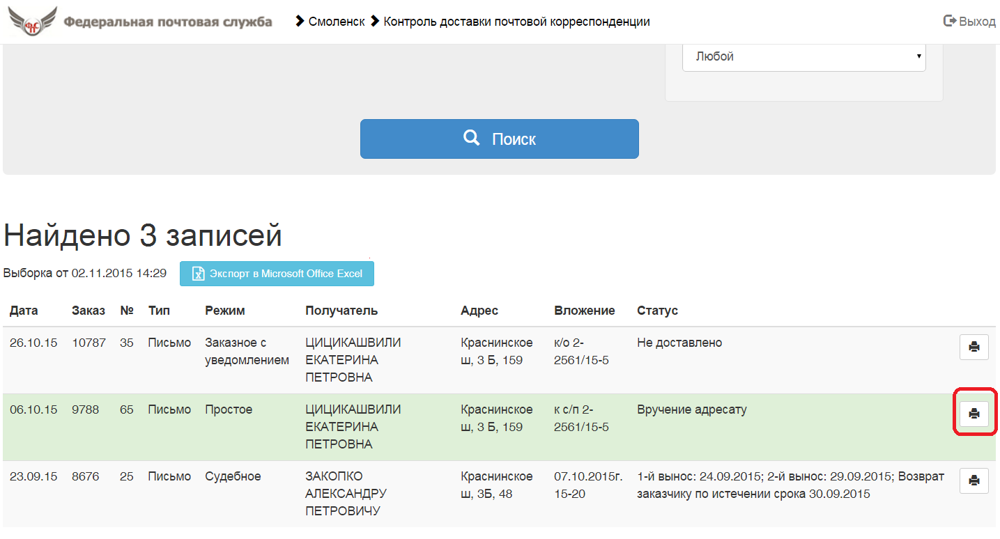 Федеральная почтовая служба Смоленск Контроль доставки почтовой корреспонденции Выход
Любой
Поиск
Найдено 3 записей
Выборка от 02.11.2015 14:29 Экспорт в Microsoft Office Excel
Дата Заказ № Тип Режим Получатель Адрес Вложение Статус
26.10.15 10787 35 Письмо Заказное с ЦИЦИКАШВИЛИ Краснинское к/о 2- Не доставлено
уведомлением ЕКАТЕРИНА ш, 3 Б, 159 2561/15-5
ПЕТРОВНА
06.10.15 9788 65 Письмо Простое ЦИЦИКАШВИЛИ Краснинское к с/п 2- Вручение адресату
ЕКАТЕРИНА ш, 3 Б, 159 2561/15-5
ПЕТРОВНА
23.09.15 8676 25 Письмо Судебное ЗАКОПКО Краснинское 07.10.2015г. 1-й вынос: 24.09.2015; 2-й вынос: 29.09.2015; Возврат
АЛЕКСАНДРУ ш, 3Б, 48 15-20 заказчику по истечении срока 30.09.2015
ПЕТРОВИЧУ